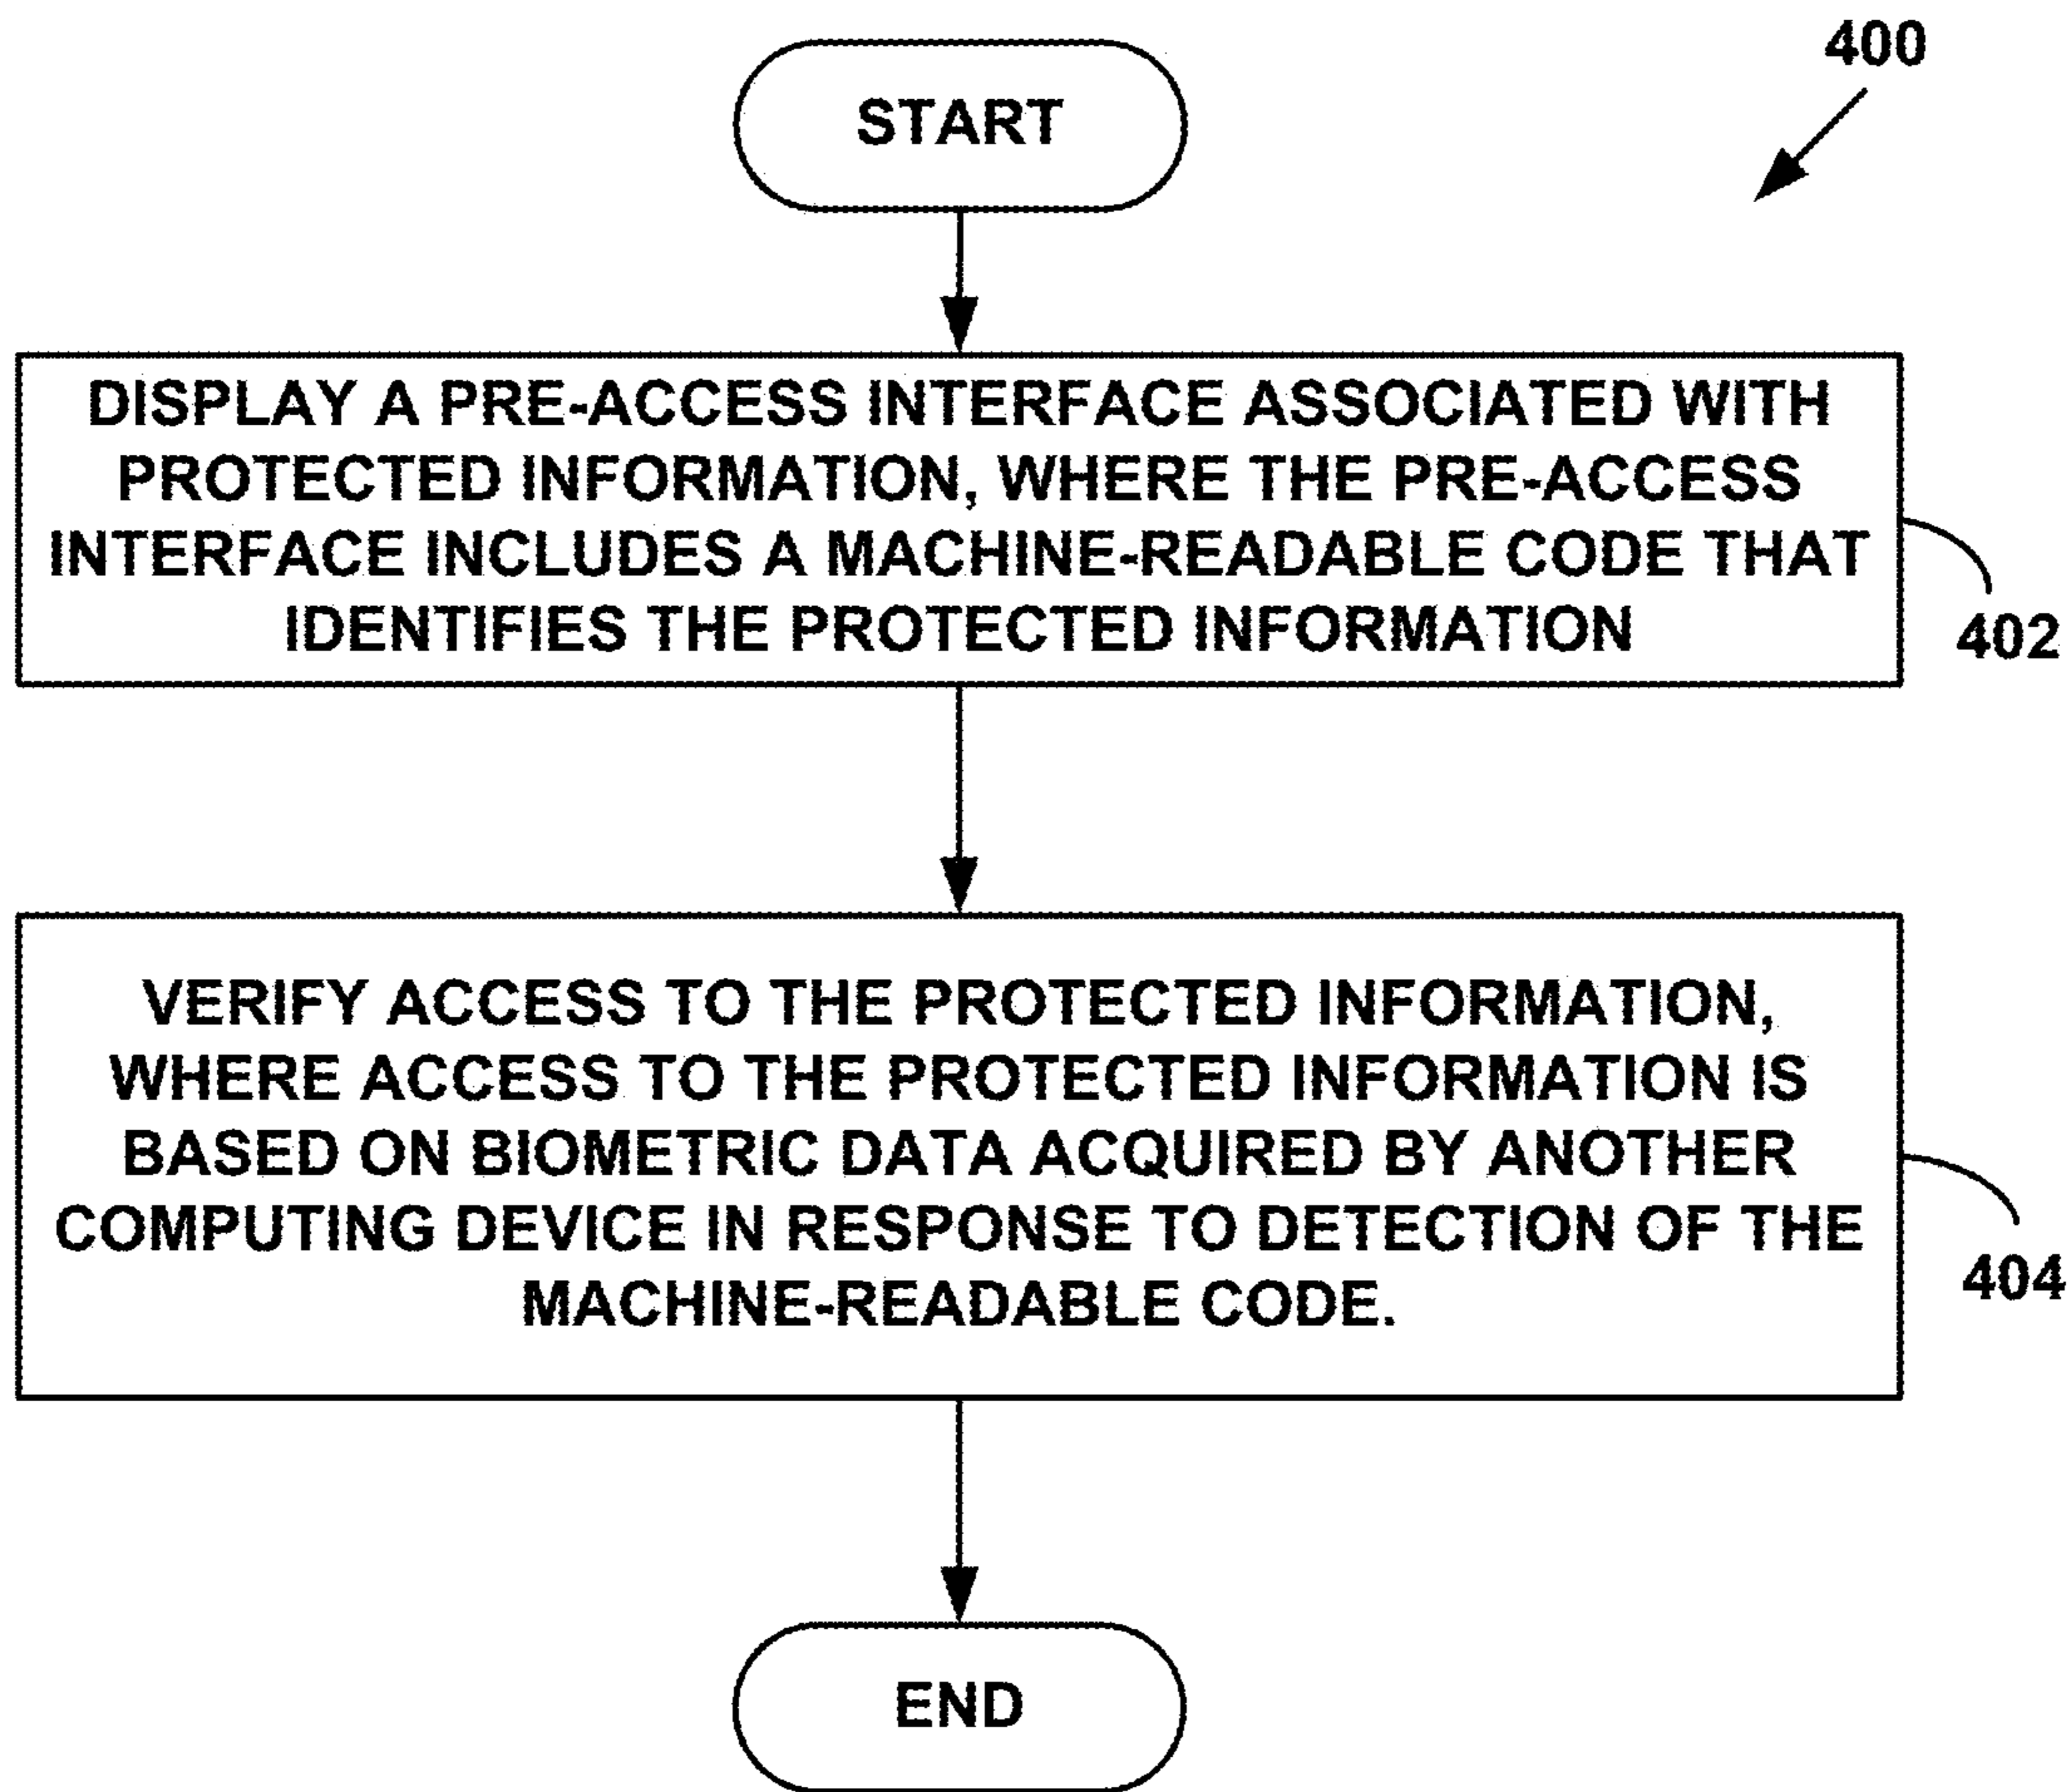 400
START
DISPLAY A PRE-ACCESS INTERFACE ASSOCIATED WITH
PROTECTED INFORMATION, WHERE THE PRE-ACCESS
INTERFACE INCLUDES A MACHINE-READABLE CODE THAT
IDENTIFIES THE PROTECTED INFORMATION
402
VERIFY ACCESS TO THE PROTECTED INFORMATION,
WHERE ACCESS TO THE PROTECTED INFORMATION IS
BASED ON BIOMETRIC DATA ACQUIRED BY ANOTHER
COMPUTING DEVICE IN RESPONSE TO DETECTION OF THE
MACHINE-READABLE CODE.
404
END